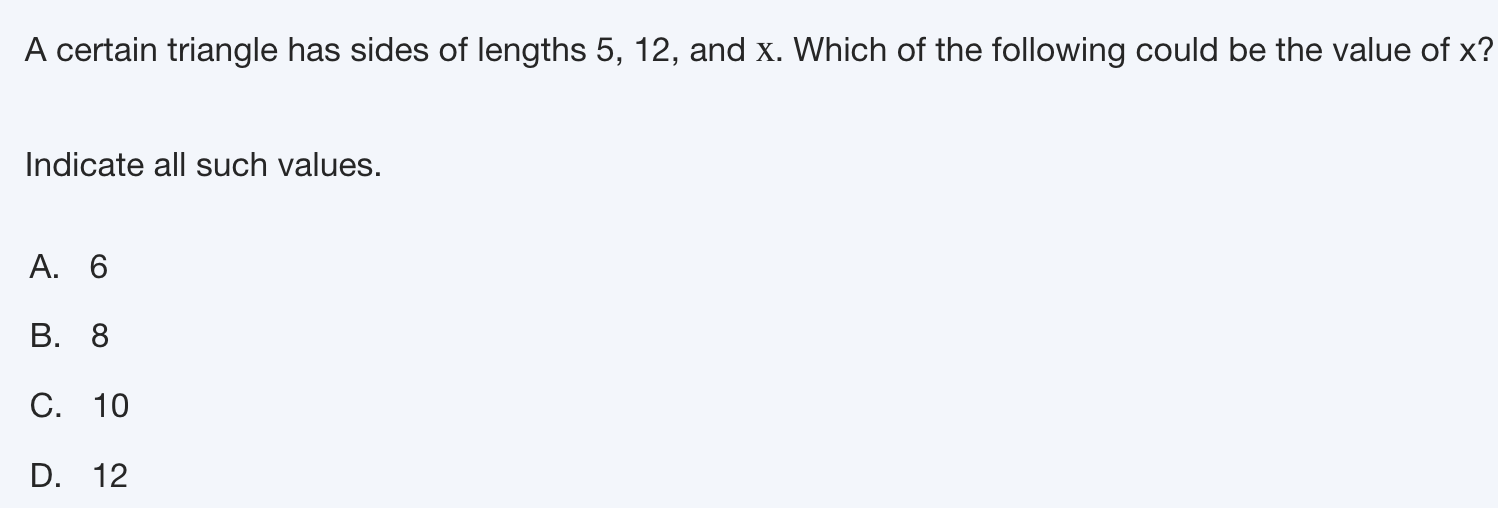 A certain triangle has sides of lengths 5, 12, and x. Which of the following could be the value of x?
Indicate all such values.
A. 6
B. 8
C. 10
D. 12